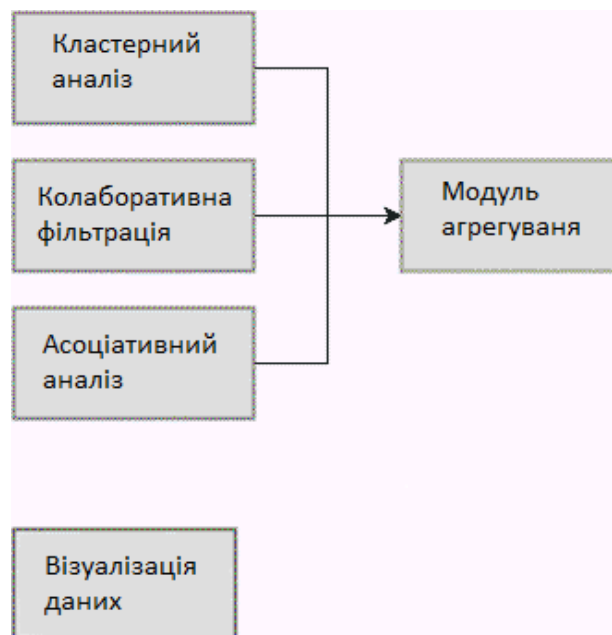 Кластерний
аналіз
Колаборативна
фільтрація
Модуль
агрегуваня
Асоціативний
аналіз
Візуалізація
даних